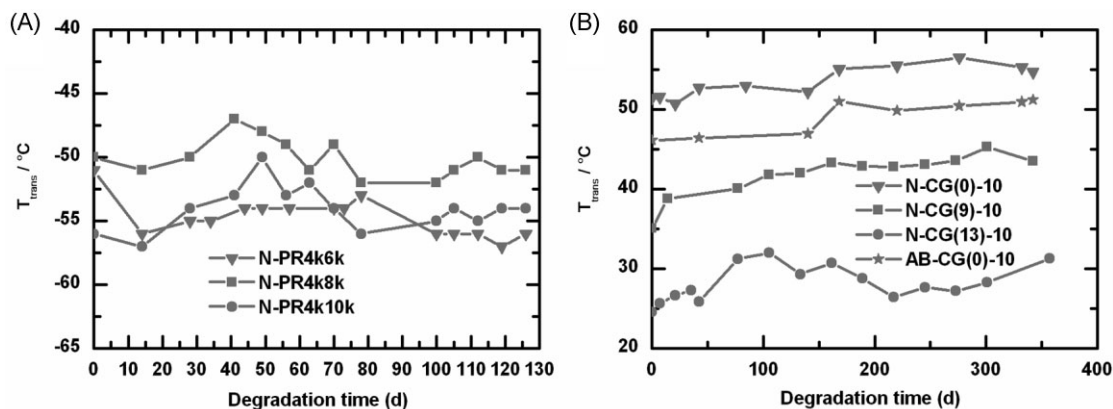 (A)
-40
-45
-50
-55
-60
-65
T trans / °C
0 10 20 30 40 50 60 70 80 90 100 110 120 130
Degradation time (d)
N-PR4k6k
N-PR4k8k
N-PR4k10k
(B)
60
50
40
30
20
T trans / °C
0 100 200 300 400
Degradation time (d)
N-CG(0)-10
N-CG(9)-10
N-CG(13)-10
AB-CG(0)-10